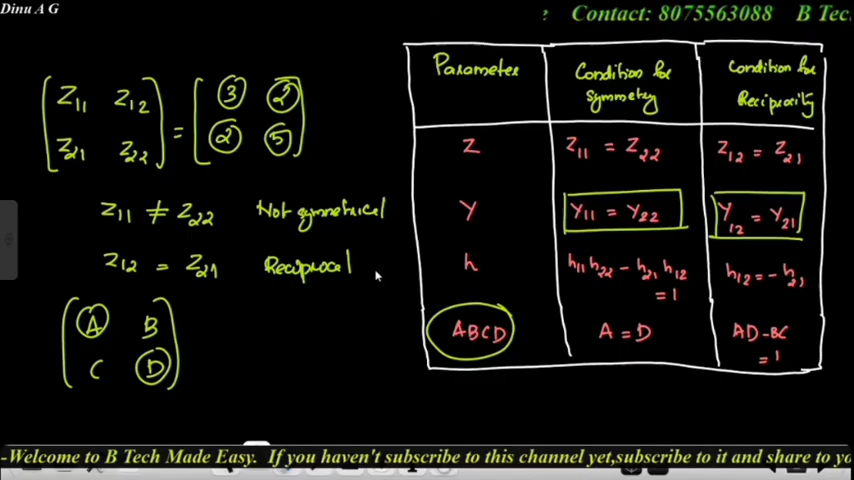 Dinu A G
? Contact: 8075563088 B Tech
Z11 Z12
Z21 Z22
=
3 2
2 5
Z11 ≠ Z22 Not symmetrical
Z12 = Z21 Reciprocal
A B
C D
Parameter Condition for Symmetry Condition for Reciprocity
Z Z11 = Z22 Z12 = Z21
Y Y11 = Y22 Y12 = Y21
h h11 h22 - h21 h12 = 1 h12 = - h21
ABCD A = D AD - BC = 1
-Welcome to B Tech Made Easy. If you haven't subscribe to this channel yet,subscribe to it and share to yo